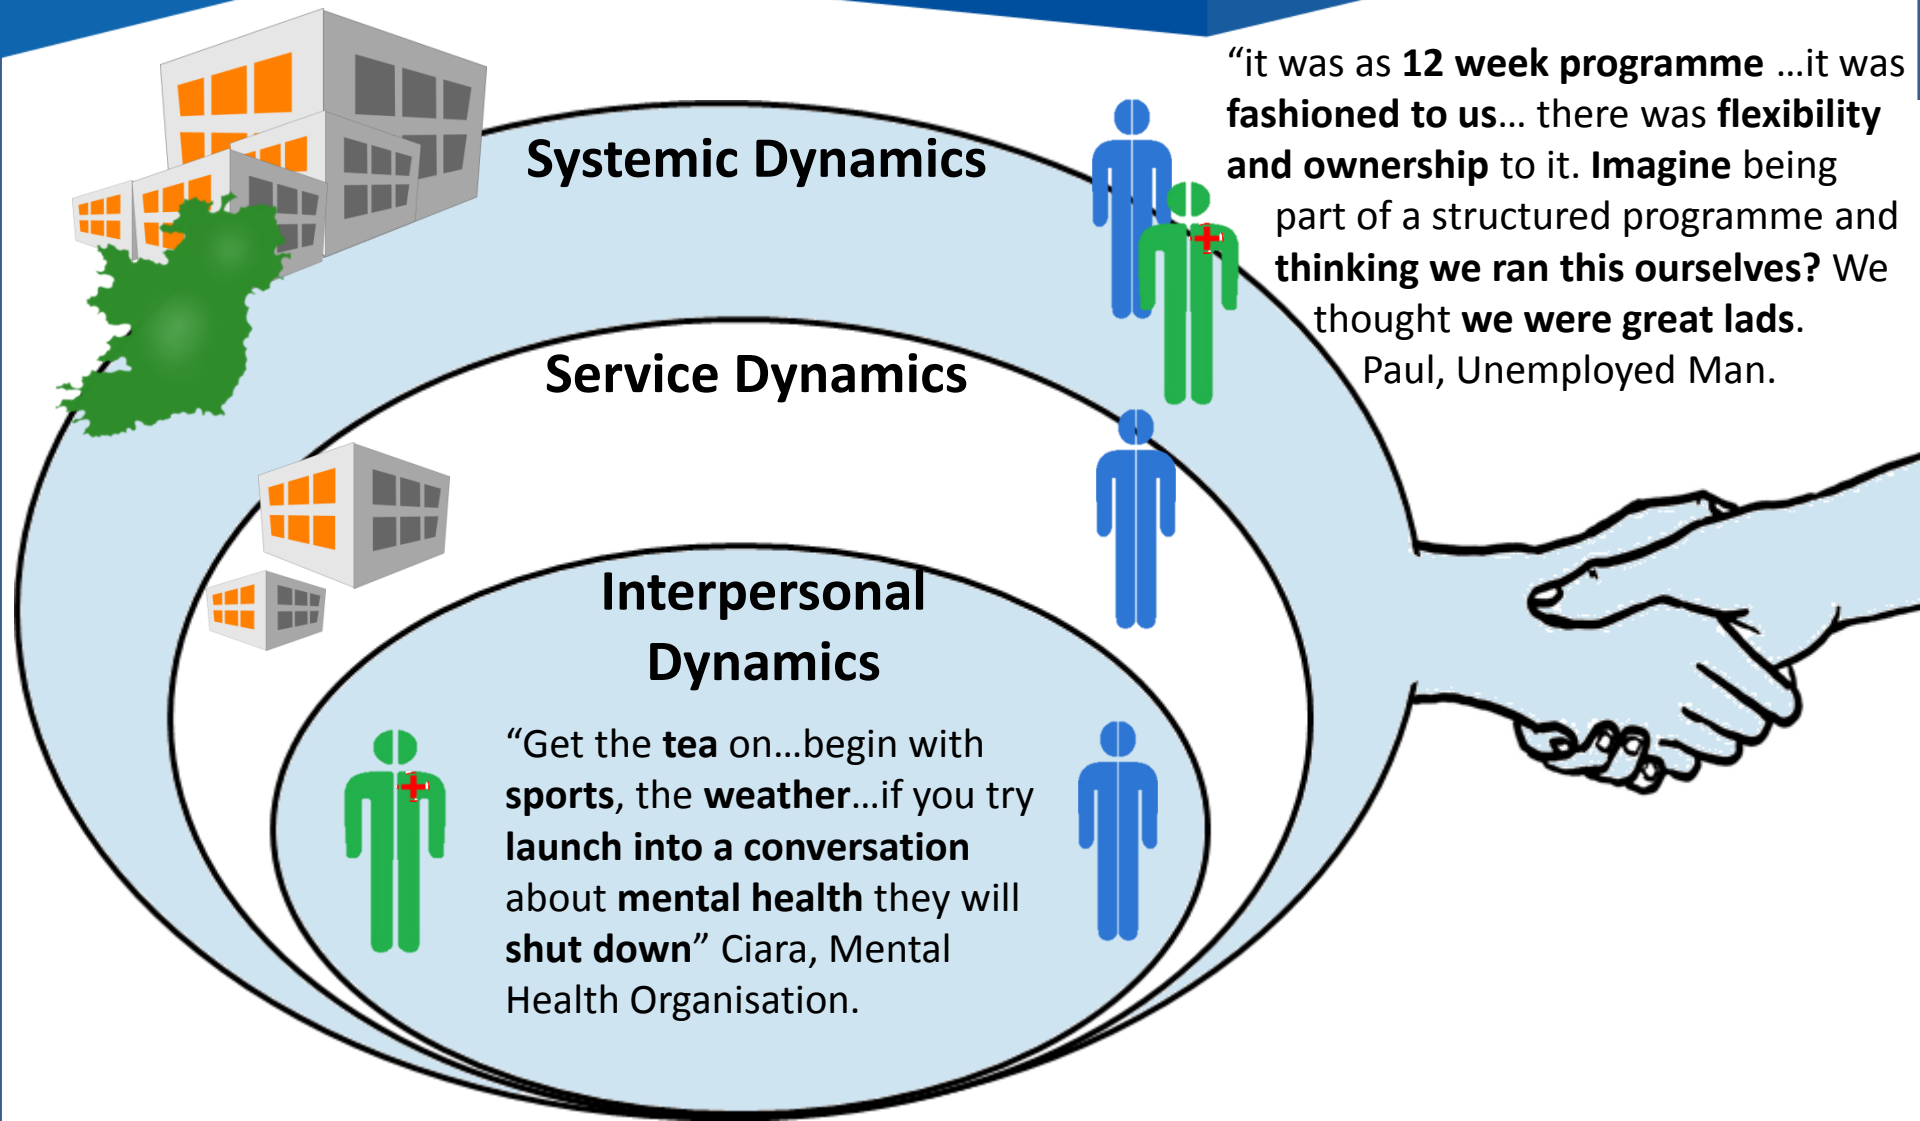 “it was as 12 week programme …it was
fashioned to us… there was flexibility
and ownership to it. Imagine being
part of a structured programme and
thinking we ran this ourselves? We
thought we were great lads.
Paul, Unemployed Man.
Systemic Dynamics
Service Dynamics
Interpersonal
Dynamics
“Get the tea on…begin with
sports, the weather…if you try
launch into a conversation
about mental health they will
shut down” Ciara, Mental
Health Organisation.